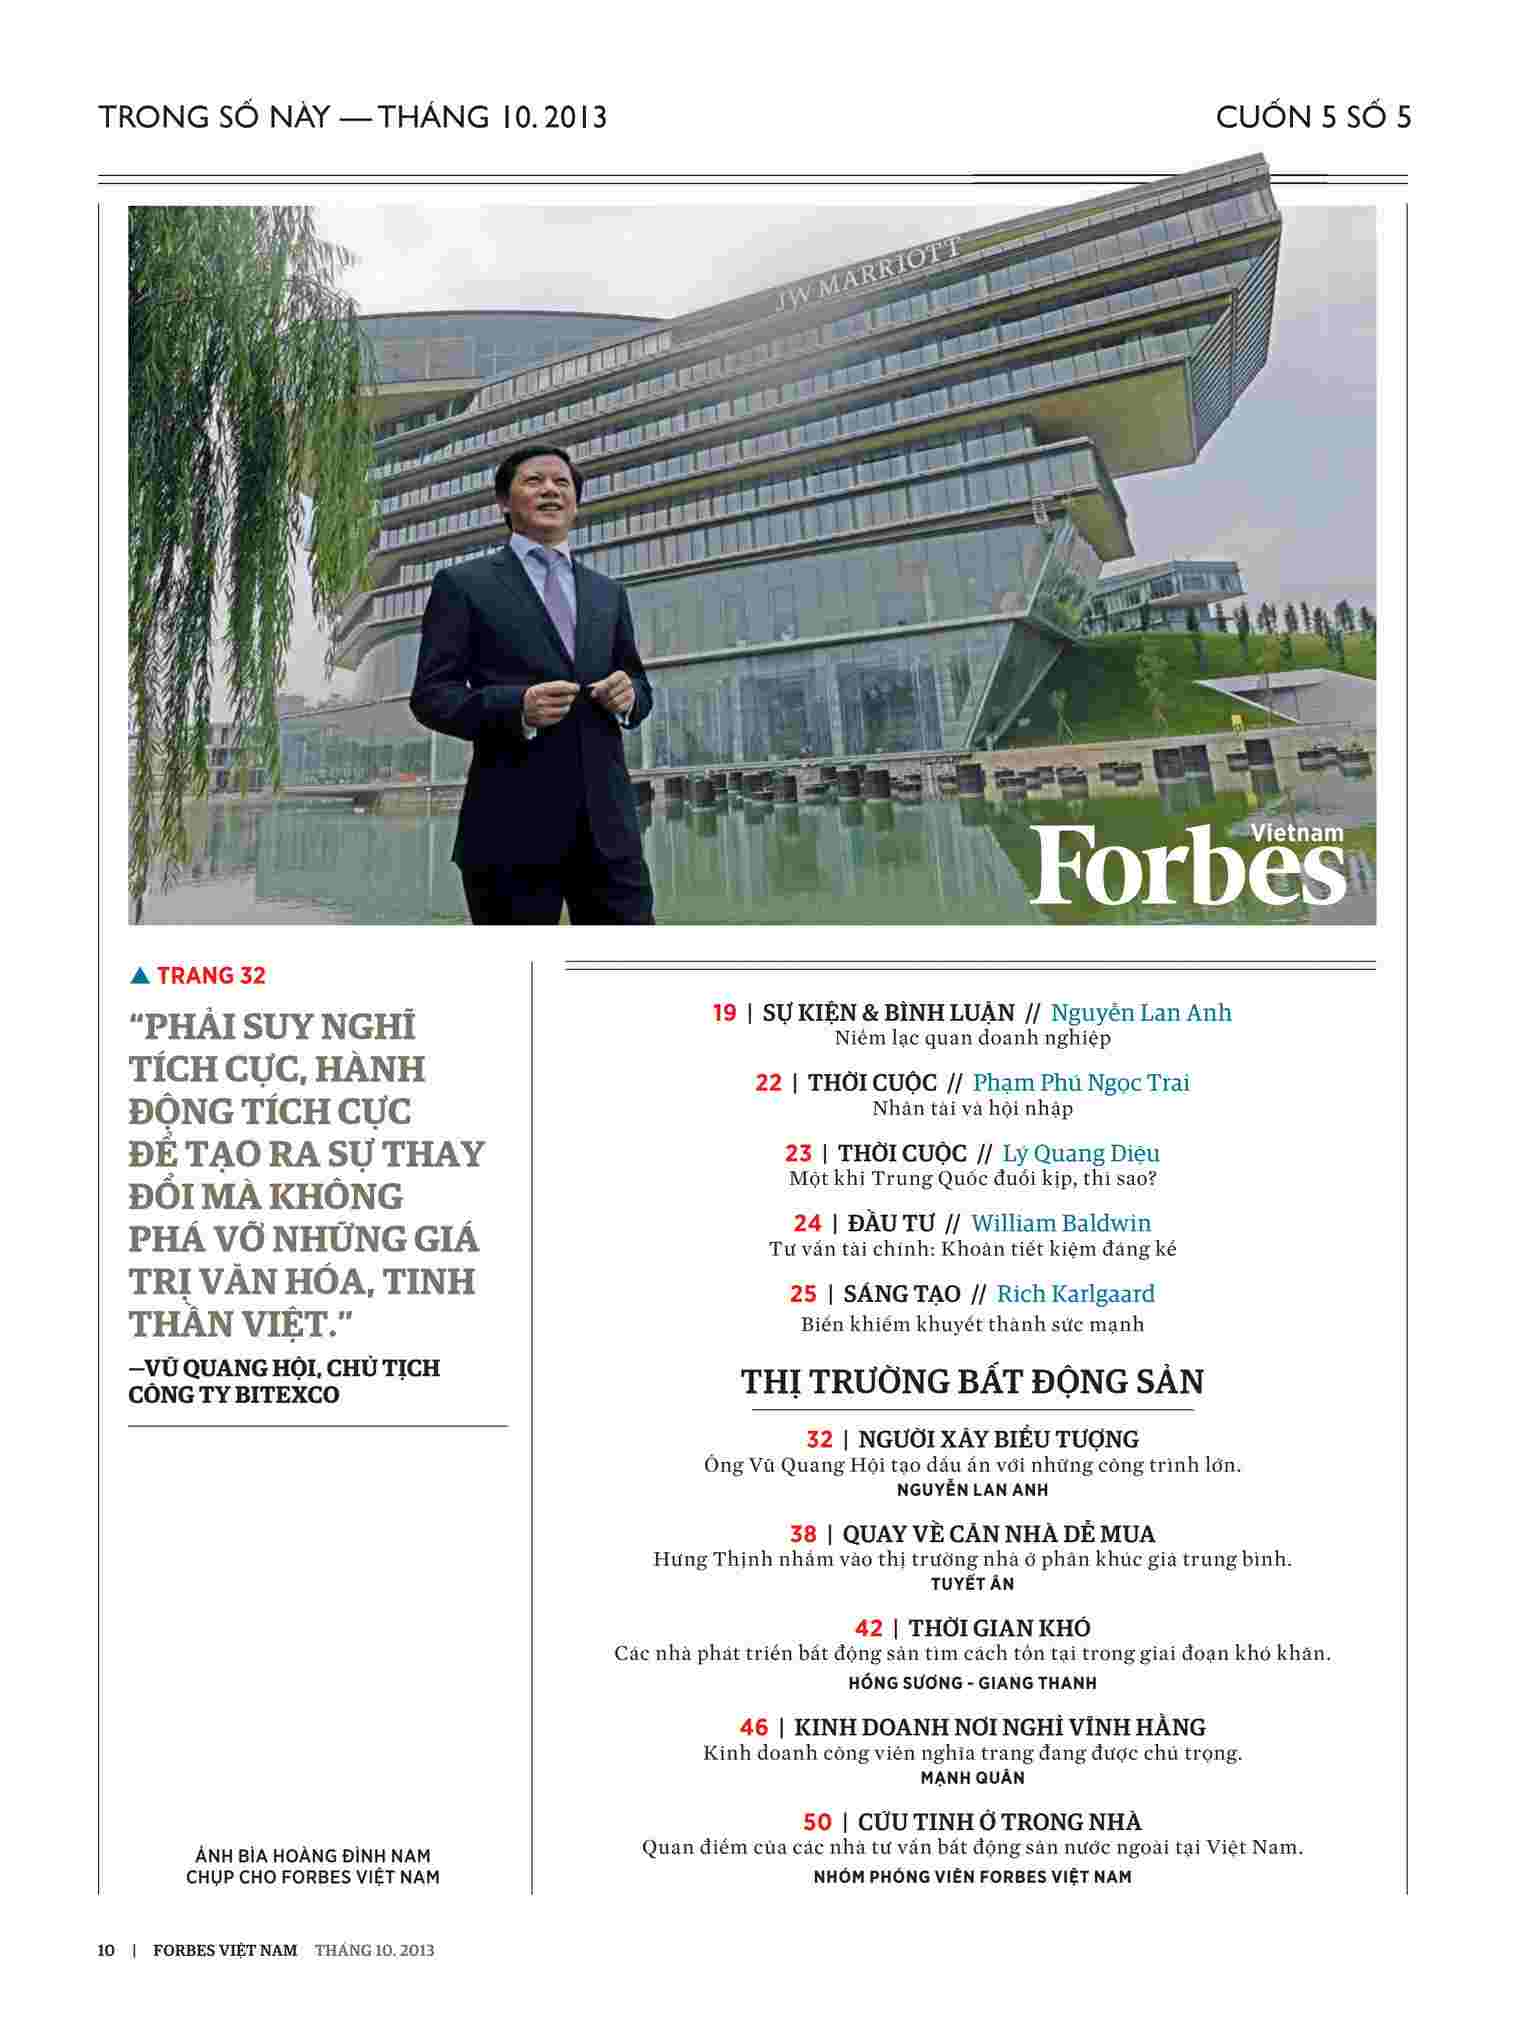 TRONG SỐ NÀY — THÁNG 10. 2013
CUỐN 5 SỐ 5
JW MARRIOTT
Vietnam
Forbes
▲ TRANG 32
“PHẢI SUY NGHĨ
TÍCH CỰC, HÀNH
ĐỘNG TÍCH CỰC
ĐỂ TẠO RA SỰ THAY
ĐỔI MÀ KHÔNG
PHÁ VỠ NHỮNG GIÁ
TRỊ VĂN HÓA, TINH
THẦN VIỆT.”
—VŨ QUANG HỘI, CHỦ TỊCH
CÔNG TY BITEXCO
ẢNH BÌA HOÀNG ĐÌNH NAM
CHỤP CHO FORBES VIỆT NAM
19 | SỰ KIỆN & BÌNH LUẬN // Nguyễn Lan Anh
Niềm lạc quan doanh nghiệp
22 | THỜI CUỘC // Phạm Phú Ngọc Trai
Nhân tài và hội nhập
23 | THỜI CUỘC // Lý Quang Diệu
Một khi Trung Quốc đuổi kịp, thì sao?
24 | ĐẦU TƯ // William Baldwin
Tư vấn tài chính: Khoản tiết kiệm đáng kể
25 | SÁNG TẠO // Rich Karlgaard
Biến khiếm khuyết thành sức mạnh
THỊ TRƯỜNG BẤT ĐỘNG SẢN
32 | NGƯỜI XÂY BIỂU TƯỢNG
Ông Vũ Quang Hội tạo dấu ấn với những công trình lớn.
NGUYỄN LAN ANH
38 | QUAY VỀ CĂN NHÀ DỄ MUA
Hưng Thịnh nhắm vào thị trường nhà ở phân khúc giá trung bình.
TUYẾT ÂN
42 | THỜI GIAN KHÓ
Các nhà phát triển bất động sản tìm cách tồn tại trong giai đoạn khó khăn.
HỒNG SƯƠNG - GIANG THANH
46 | KINH DOANH NƠI NGHỈ VĨNH HẰNG
Kinh doanh công viên nghĩa trang đang được chú trọng.
MẠNH QUÂN
50 | CỨU TINH Ở TRONG NHÀ
Quan điểm của các nhà tư vấn bất động sản nước ngoài tại Việt Nam.
NHÓM PHÓNG VIÊN FORBES VIỆT NAM
10 | FORBES VIỆT NAM THÁNG 10. 2013